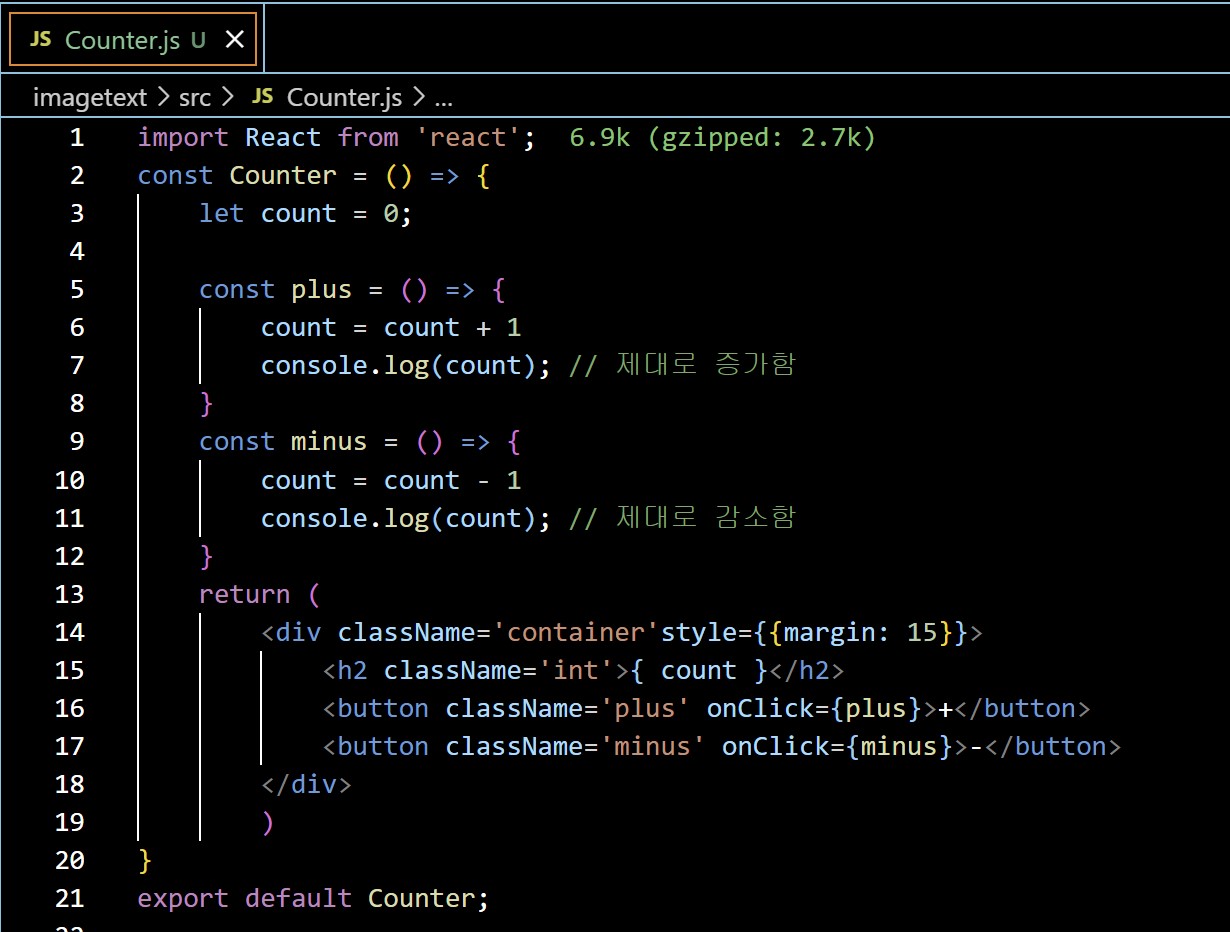 JS Counter.js U ✕
imagetext > src > JS Counter.js > ...
1 import React from 'react'; 6.9k (gzipped: 2.7k)
2 const Counter = () => {
3     let count = 0;
4
5     const plus = () => {
6         count = count + 1
7         console.log(count); // 제대로 증가함
8     }
9     const minus = () => {
10         count = count - 1
11         console.log(count); // 제대로 감소함
12     }
13     return (
14         <div className='container'style={{margin: 15}}>
15             <h2 className='int'>{ count }</h2>
16             <button className='plus' onClick={plus}>+</button>
17             <button className='minus' onClick={minus}>-</button>
18         </div>
19         )
20 }
21 export default Counter;